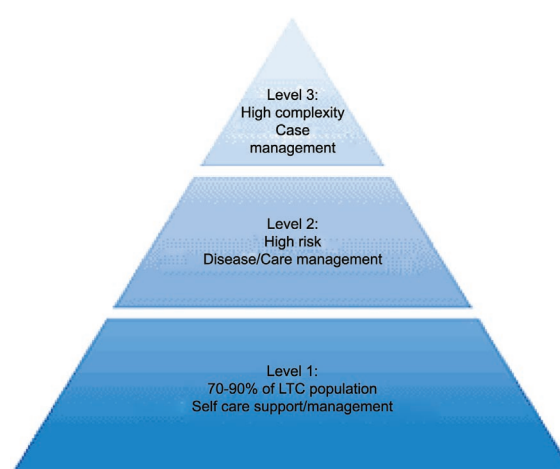 Level 3:
High complexity
Case
management
Level 2:
High risk
Disease/Care management
Level 1:
70-90% of LTC population
Self care support/management